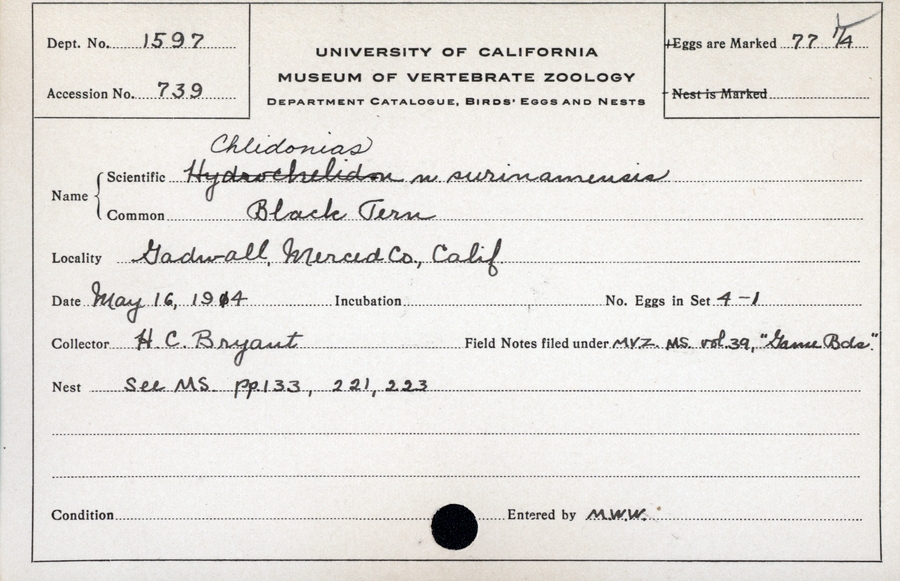 Dept. No. 1597
Accession No. 739
UNIVERSITY OF CALIFORNIA
MUSEUM OF VERTEBRATE ZOOLOGY
DEPARTMENT CATALOGUE, BIRDS' EGGS AND NESTS
Eggs are Marked 77 1/4
Nest is Marked
Chlidonias
Name Scientific Hydrochelidon n surinamensis
Common Black Tern
Locality Gadwall, Merced Co., Calif
Date May 16, 1914 Incubation No. Eggs in Set 4-1
Collector H. C. Bryant Field Notes filed under MVZ MS. vol. 39, "Game Bds".
Nest See MS. pp. 133, 221, 223
Condition Entered by M.W.W.